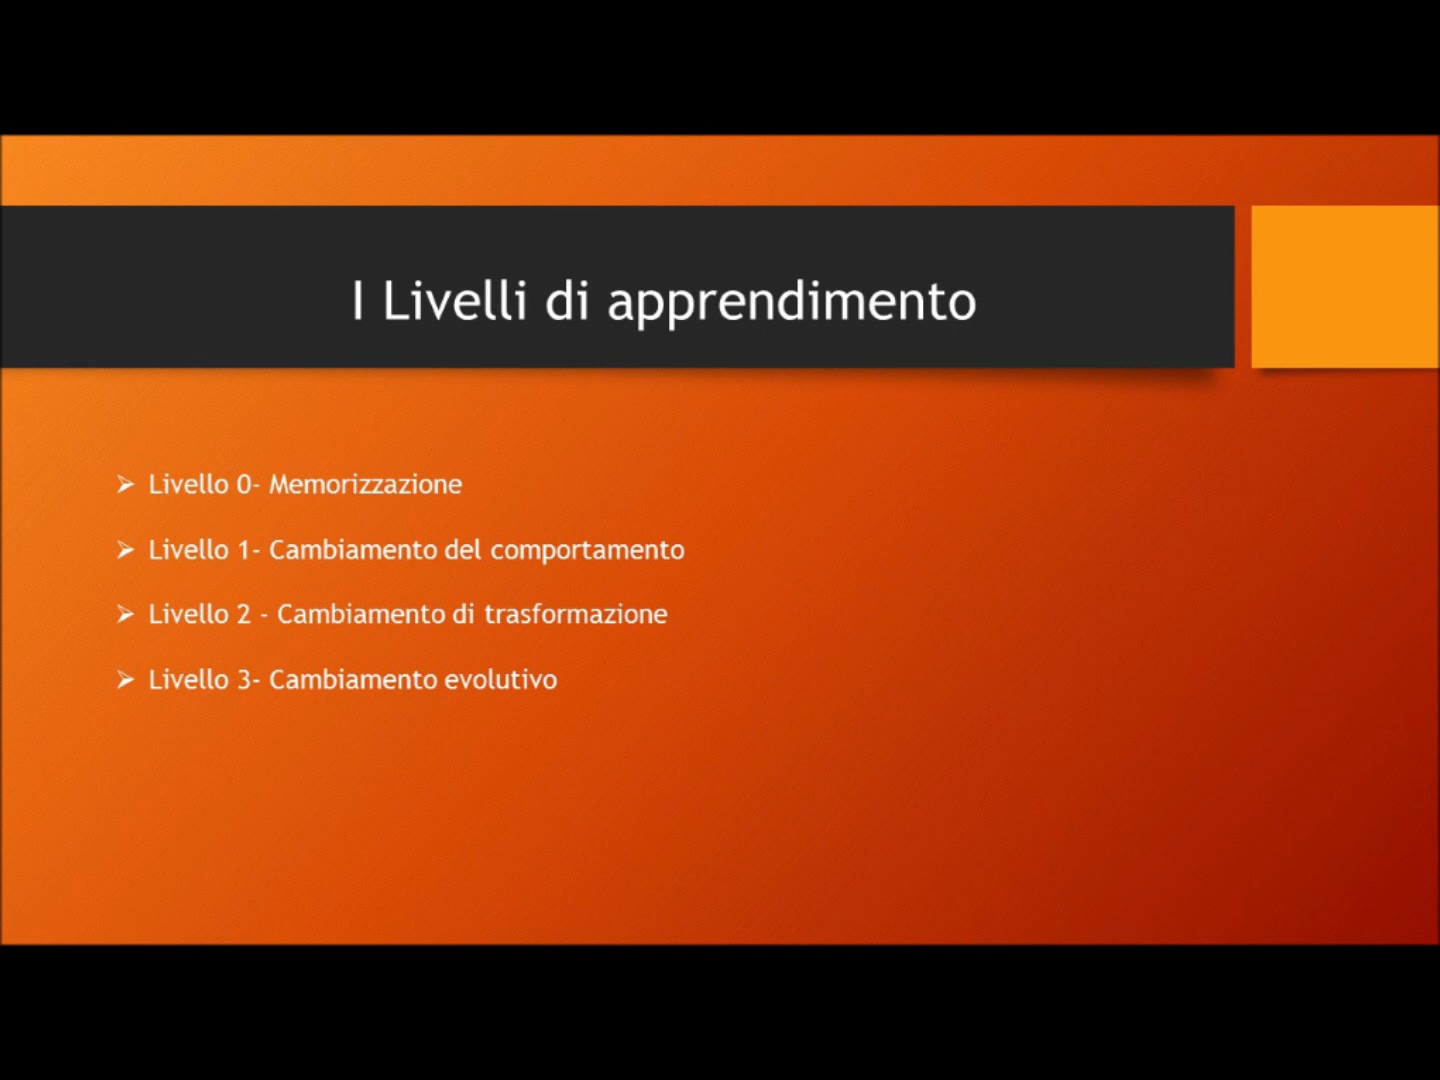 I Livelli di apprendimento
Livello 0- Memorizzazione
Livello 1- Cambiamento del comportamento
Livello 2 - Cambiamento di trasformazione
Livello 3- Cambiamento evolutivo